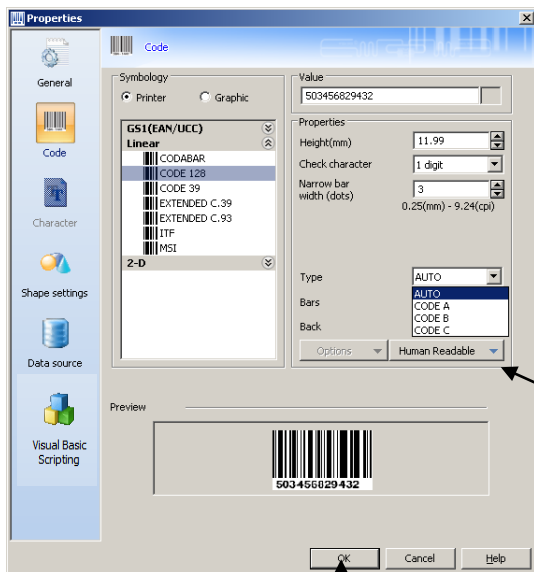 Properties
General
Code
Character
Shape settings
Data source
Visual Basic
Scripting
Code
Symbology
Printer
Graphic
GS1(EAN/UCC)
Linear
CODABAR
CODE 128
CODE 39
EXTENDED C.39
EXTENDED C.93
ITF
MSI
2-D
Value
503456829432
Properties
Height(mm)
11.99
Check character
1 digit
Narrow bar
width (dots)
3
0.25(mm) - 9.24(cpi)
Type
AUTO
AUTO
CODE A
CODE B
CODE C
Bars
Back
Options
Human Readable
Preview
503456829432
OK
Cancel
Help